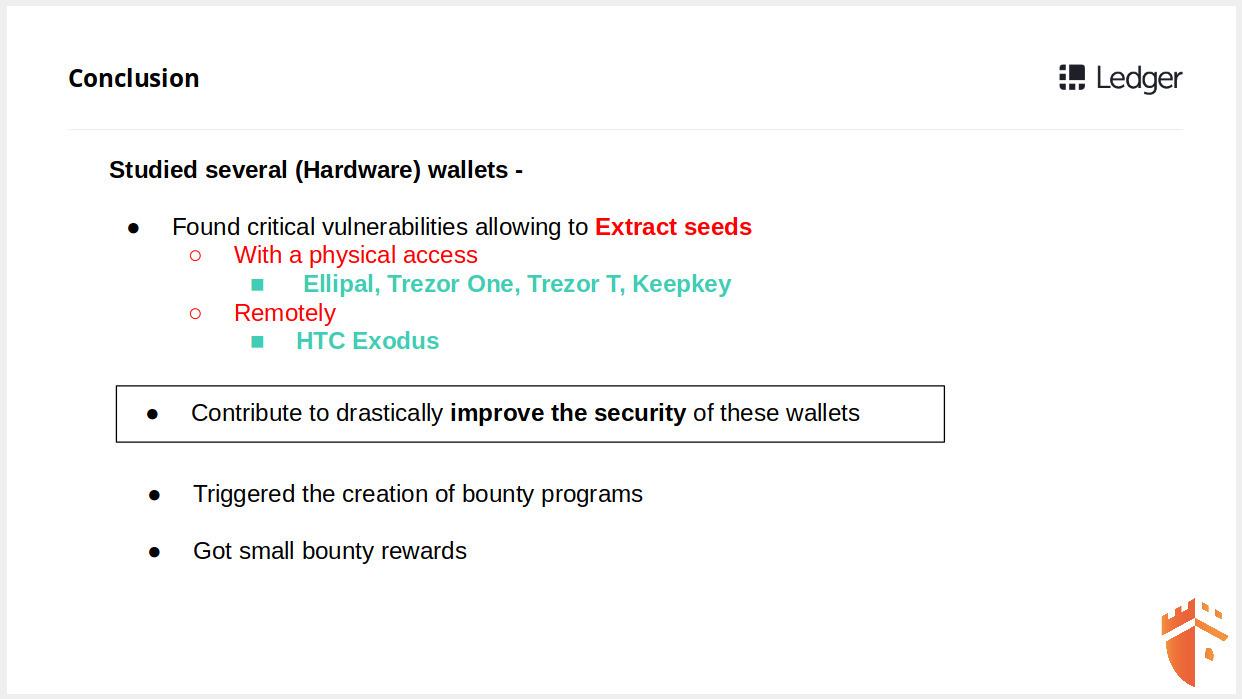 Conclusion
Ledger
Studied several (Hardware) wallets -
● Found critical vulnerabilities allowing to Extract seeds
○ With a physical access
■ Ellipal, Trezor One, Trezor T, Keepkey
○ Remotely
■ HTC Exodus
● Contribute to drastically improve the security of these wallets
● Triggered the creation of bounty programs
● Got small bounty rewards